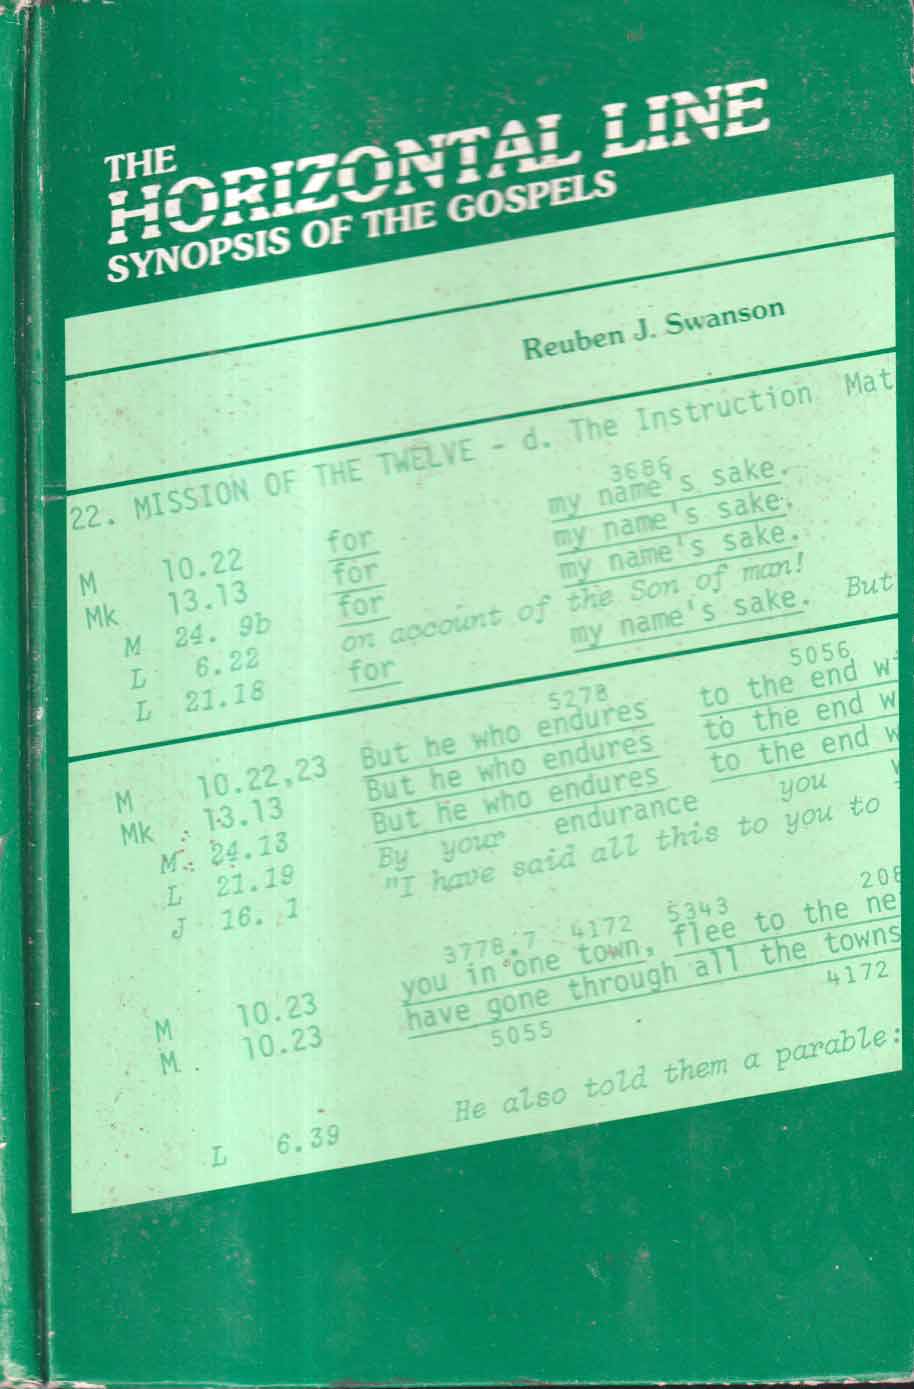 THE
HORIZONTAL LINE
SYNOPSIS OF THE GOSPELS
Reuben J. Swanson
22. MISSION OF THE TWELVE - d. The Instruction Mat
3686
M 10.22 for my name's sake.
Mk 13.13 for my name's sake.
M 24. 9b for my name's sake.
L 6.22 on account of the Son of man!
L 21.18 for my name's sake. But
5278 5056
M 10.22,23 But he who endures to the end wi
Mk 13.13 But he who endures to the end w
M 24.13 But he who endures to the end w
L 21.19 By your endurance you
J 16. 1 "I have said all this to you to
3778.7 4172 5343 208
M 10.23 you in one town, flee to the ne
M 10.23 have gone through all the towns
5055 4172
L 6.39 He also told them a parable: